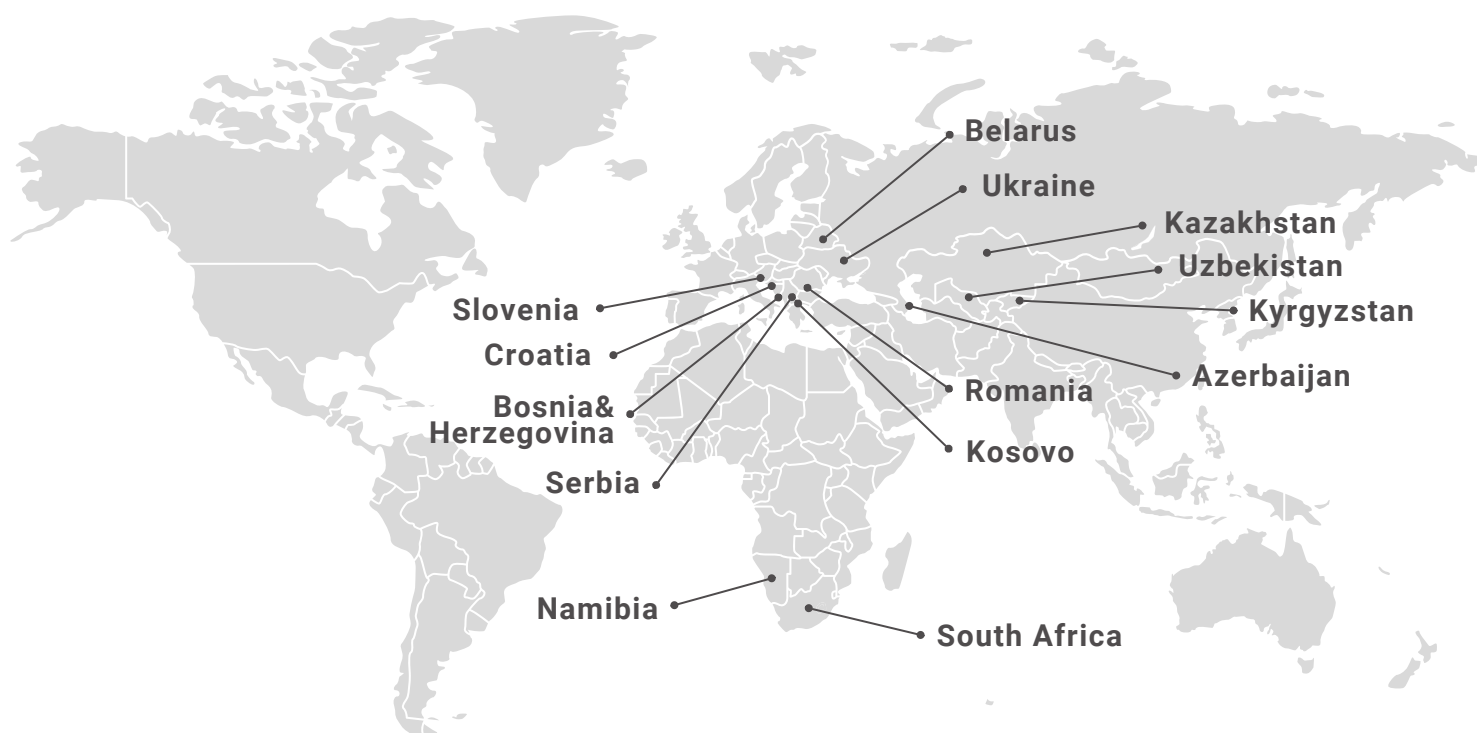 Belarus
Ukraine
Kazakhstan
Uzbekistan
Slovenia
Kyrgyzstan
Croatia
Azerbaijan
Romania
Bosnia&
Herzegovina
Kosovo
Serbia
Namibia
South Africa